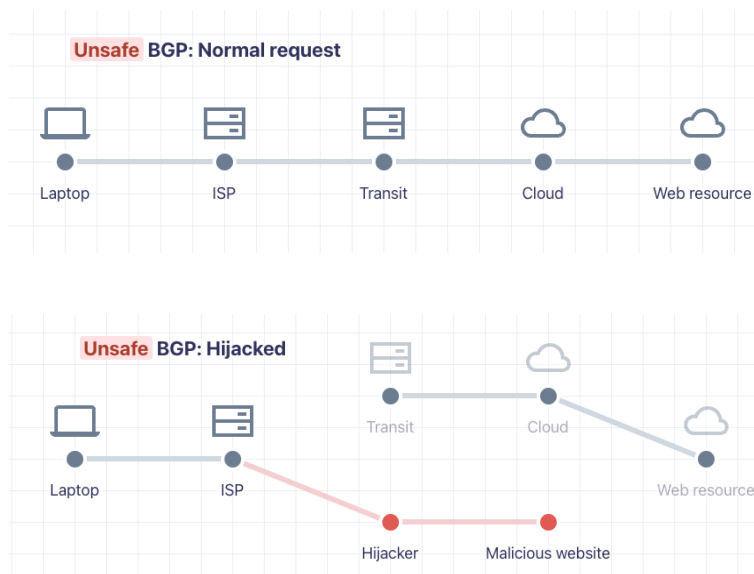 Unsafe BGP: Normal request
Laptop ISP Transit Cloud Web resource
Unsafe BGP: Hijacked
Transit Cloud
Laptop ISP Web resource
Hijacker Malicious website